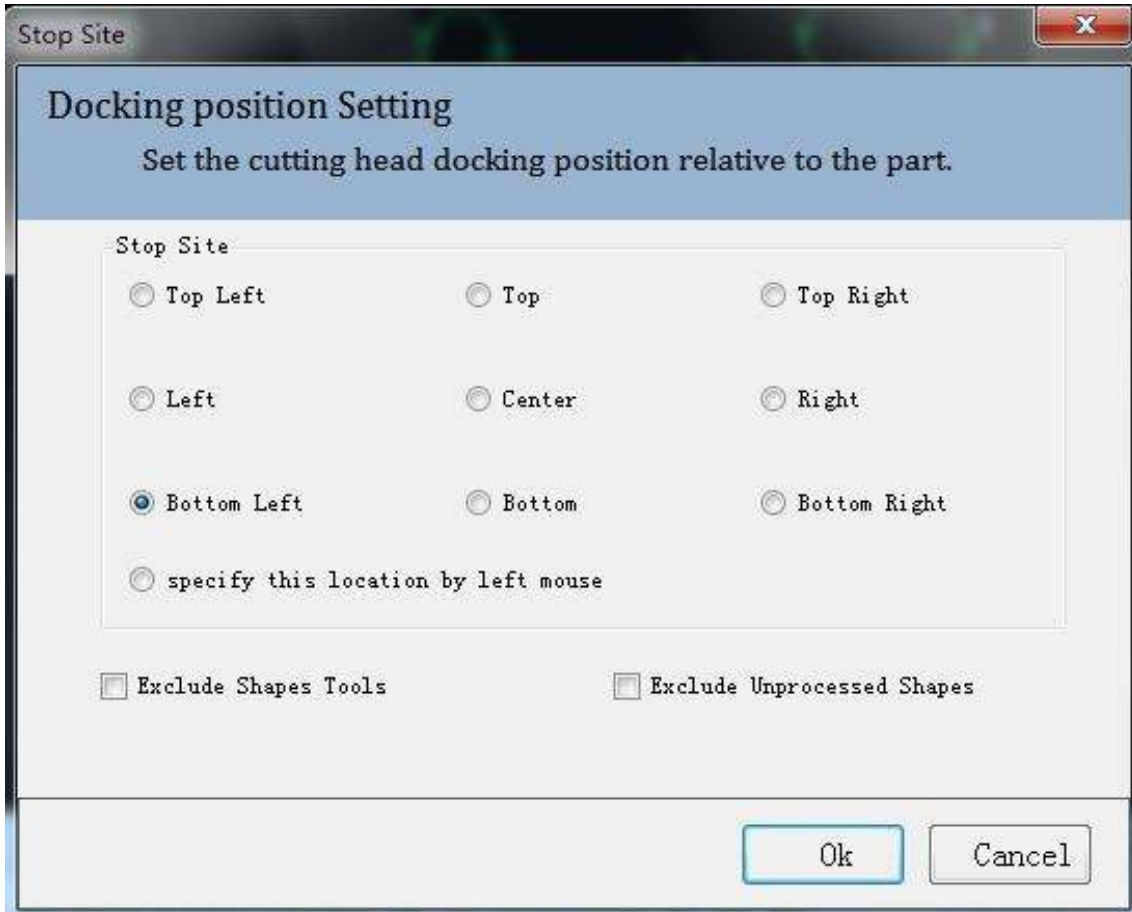 Stop Site
Docking position Setting
Set the cutting head docking position relative to the part.
Stop Site
Top Left Top Top Right
Left Center Right
Bottom Left Bottom Bottom Right
specify this location by left mouse
Exclude Shapes Tools Exclude Unprocessed Shapes
Ok Cancel